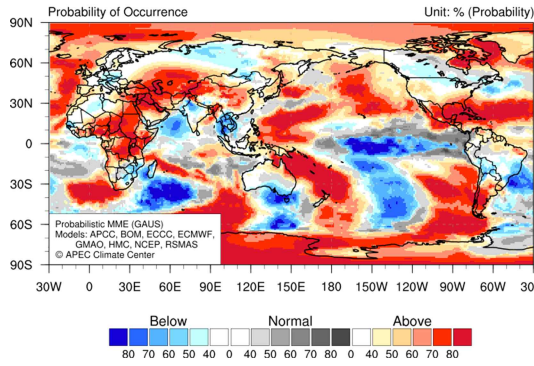 Probability of Occurrence Unit: % (Probability)
90N
60N
30N
0
30S
60S
90S
Probabilistic MME (GAUS)
Models: APCC, BOM, ECCC, ECMWF,
GMAO, HMC, NCEP, RSMAS
© APEC Climate Center
30W 0 30E 60E 90E 120E 150E 180 150W 120W 90W 60W 30
Below Normal Above
80 70 60 50 40 0 40 50 60 70 80 0 40 50 60 70 80